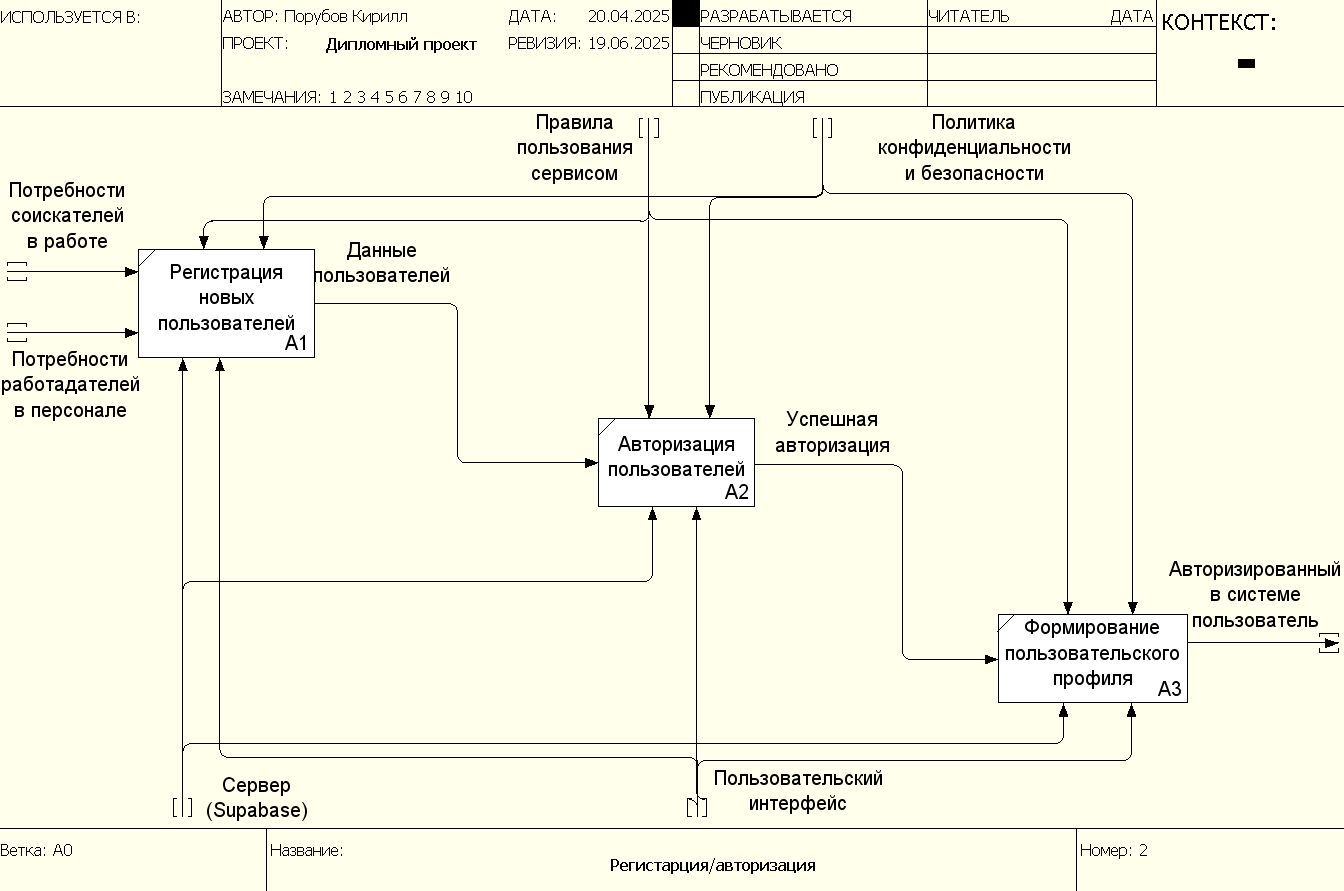 ИСПОЛЬЗУЕТСЯ В:
АВТОР: Порубов Кирилл
ДАТА: 20.04.2025
ПРОЕКТ: Дипломный проект
РЕВИЗИЯ: 19.06.2025
ЗАМЕЧАНИЯ: 1 2 3 4 5 6 7 8 9 10
РАЗРАБАТЫВАЕТСЯ
ЧЕРНОВИК
РЕКОМЕНДОВАНО
ПУБЛИКАЦИЯ
ЧИТАТЕЛЬ
ДАТА
КОНТЕКСТ:
Правила
пользования
сервисом
Политика
конфиденциальности
и безопасности
Потребности
соискателей
в работе
Данные
пользователей
Регистрация
новых
пользователей
A1
Потребности
работадателей
в персонале
Успешная
авторизация
Авторизация
пользователей
A2
Авторизированный
в системе
пользователь
Формирование
пользовательского
профиля
A3
Сервер
(Supabase)
Пользовательский
интерфейс
Ветка: A0
Название:
Регистарция/авторизация
Номер: 2